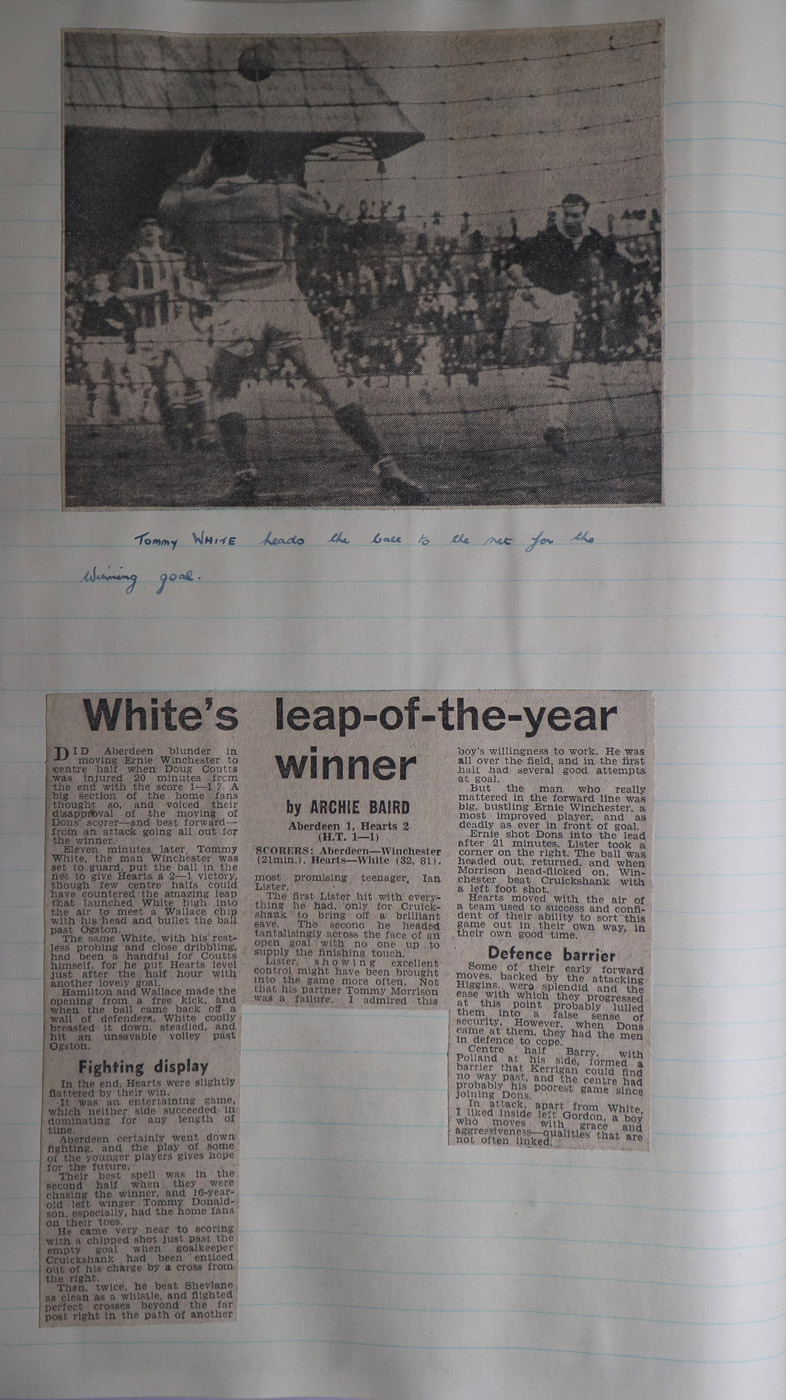 Tommy WHITE heads the ball to the net for the
Winning goal.
White's leap-of-the-year
winner
by ARCHIE BAIRD
Aberdeen 1, Hearts 2
(H.T. 1—1)
SCORERS: Aberdeen—Winchester
(21min.). Hearts—White (32, 81).
DID Aberdeen blunder in
moving Ernie Winchester to
centre half when Doug Coutts
was injured 20 minutes from
the end with the score 1—1? A
big section of the home fans
thought so, and voiced their
disapproval of the moving of
Dons' scorer—and best forward—
from an attack going all out for
the winner.
Eleven minutes later, Tommy
White, the man Winchester was
set to guard, put the ball in the
net to give Hearts a 2—1 victory,
though few centre halfs could
have countered the amazing leap
that launched White high into
the air to meet a Wallace chip
with his head and bullet the ball
past Ogston.
The same White, with his rest-
less probing and close dribbling,
had been a handful for Coutts
himself, for he put Hearts level
just after the half hour with
another lovely goal.
Hamilton and Wallace made the
opening from a free kick, and
when the ball came back off a
wall of defenders, White coolly
breasted it down, steadied, and
hit an unsavable volley past
Ogston.
Fighting display
In the end, Hearts were slightly
flattered by their win.
It was an entertaining game,
which neither side succeeded in
dominating for any length of
time.
Aberdeen certainly went down
fighting, and the play of some
of the younger players gives hope
for the future.
Their best spell was in the
second half when they were
chasing the winner, and 16-year-
old left winger Tommy Donald-
son, especially, had the home fans
on their toes.
He came very near to scoring
with a chipped shot just past the
empty goal when goalkeeper
Cruickshank had been enticed
out of his charge by a cross from
the right.
Then, twice, he beat Shevlane
as clean as a whistle, and flighted
perfect crosses beyond the far
post right in the path of another
most promising teenager, Ian
Lister.
The first Lister hit with every-
thing he had, only for Cruick-
shank to bring off a brilliant
save. The second he headed
tantalisingly across the face of an
open goal with no one up to
supply the finishing touch.
Lister, showing excellent
control might have been brought
into the game more often. Not
that his partner Tommy Morrison
was a failure. I admired this
boy's willingness to work. He was
all over the field, and in the first
half had several good attempts
at goal.
But the man who really
mattered in the forward line was
big, bustling Ernie Winchester, a
most improved player, and as
deadly as ever in front of goal.
Ernie shot Dons into the lead
after 21 minutes. Lister took a
corner on the right. The ball was
headed out, returned, and when
Morrison head-flicked on, Win-
chester beat Cruickshank with
a left foot shot.
Hearts moved with the air of
a team used to success and confi-
dent of their ability to sort this
game out in their own way, in
their own good time.
Defence barrier
Some of their early forward
moves, backed by the attacking
Higgins, were splendid and the
ease with which they progressed
at this point probably lulled
them into a false sense of
security. However, when Dons
came at them, they had the men
in defence to cope.
Centre half Barry, with
Polland at his side, formed a
barrier that Kerrigan could find
no way past, and the centre had
probably his poorest game since
joining Dons.
In attack, apart from White,
I liked inside left Gordon, a boy
who moves with grace and
aggressiveness—qualities that are
not often linked.